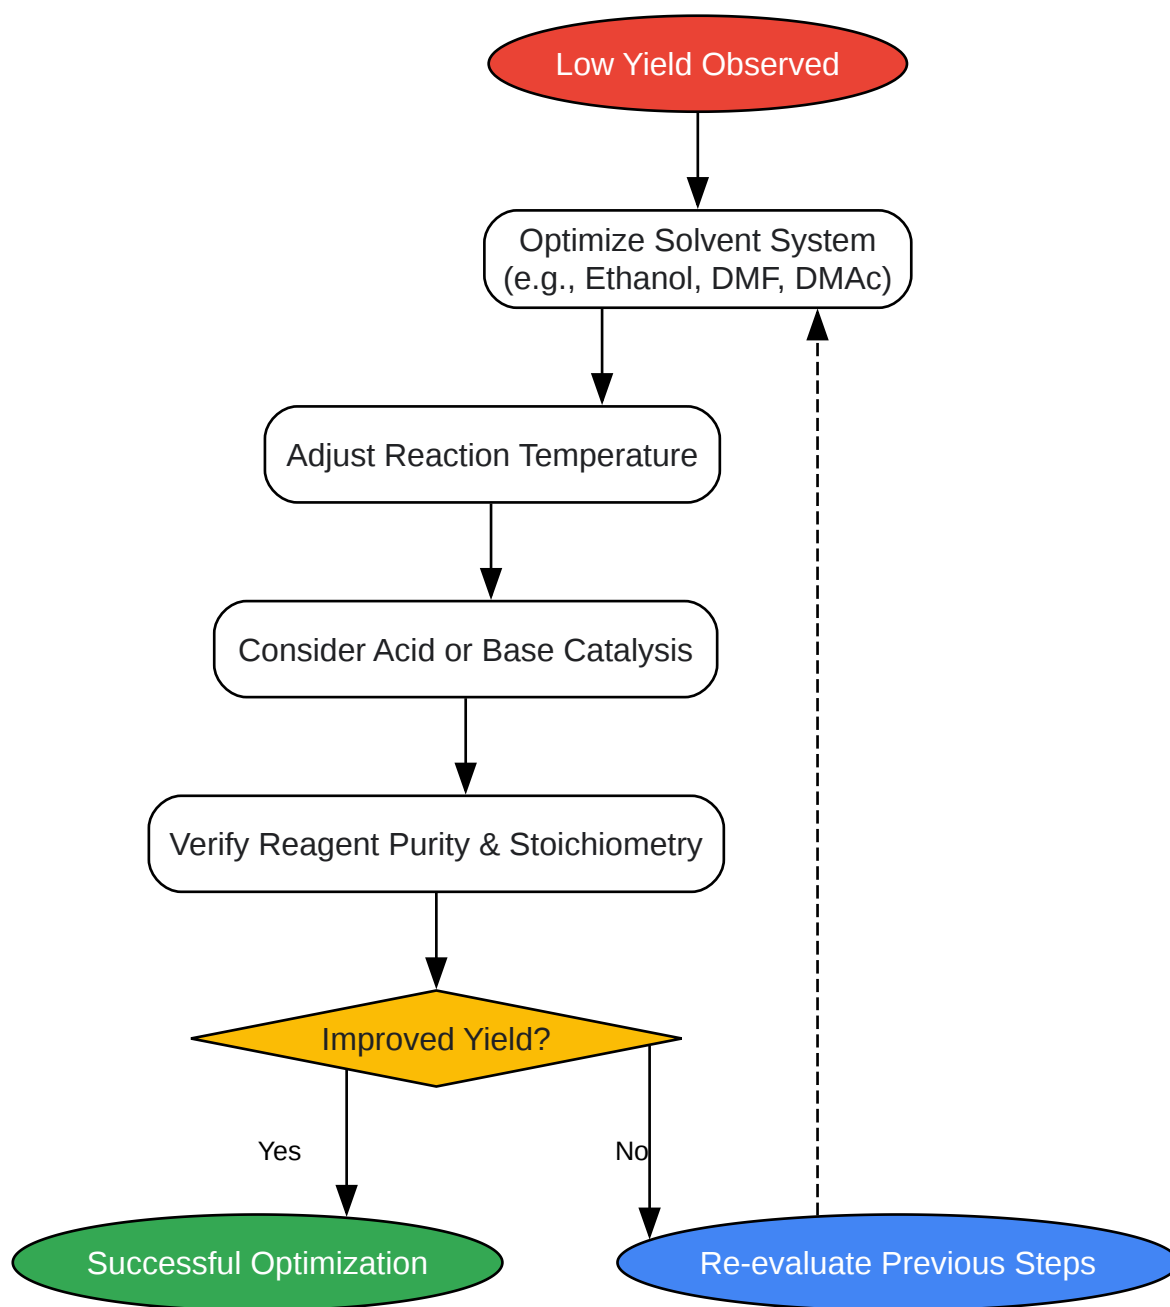 Low Yield Observed
Optimize Solvent System
(e.g., Ethanol, DMF, DMAc)
Adjust Reaction Temperature
Consider Acid or Base Catalysis
Verify Reagent Purity & Stoichiometry
Improved Yield?
Yes
No
Successful Optimization
Re-evaluate Previous Steps